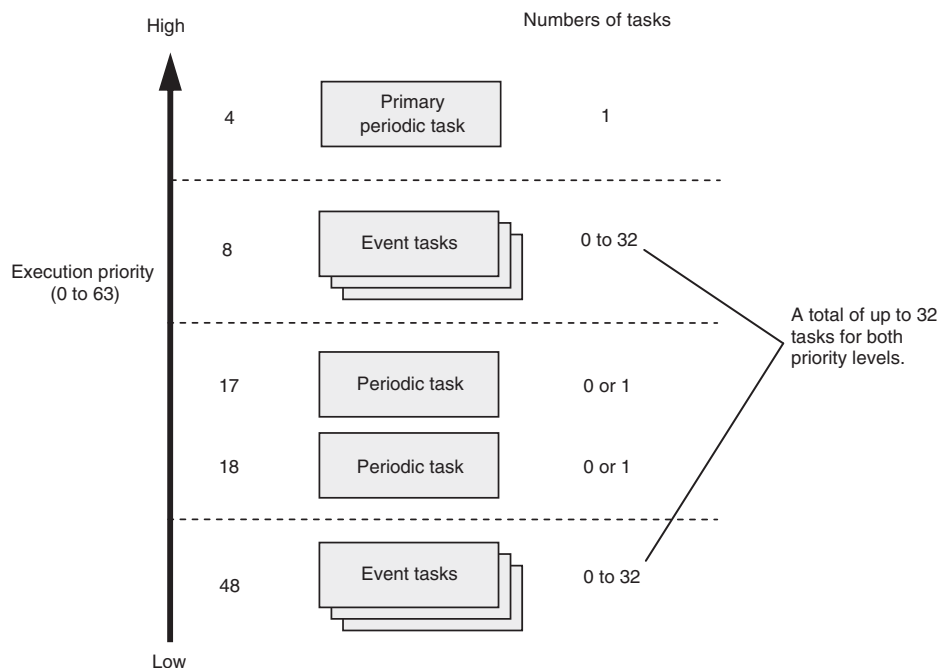 High
Numbers of tasks
4
Primary
periodic task
1
8
Event tasks
0 to 32
Execution priority
(0 to 63)
A total of up to 32
tasks for both
priority levels.
17
Periodic task
0 or 1
18
Periodic task
0 or 1
48
Event tasks
0 to 32
Low